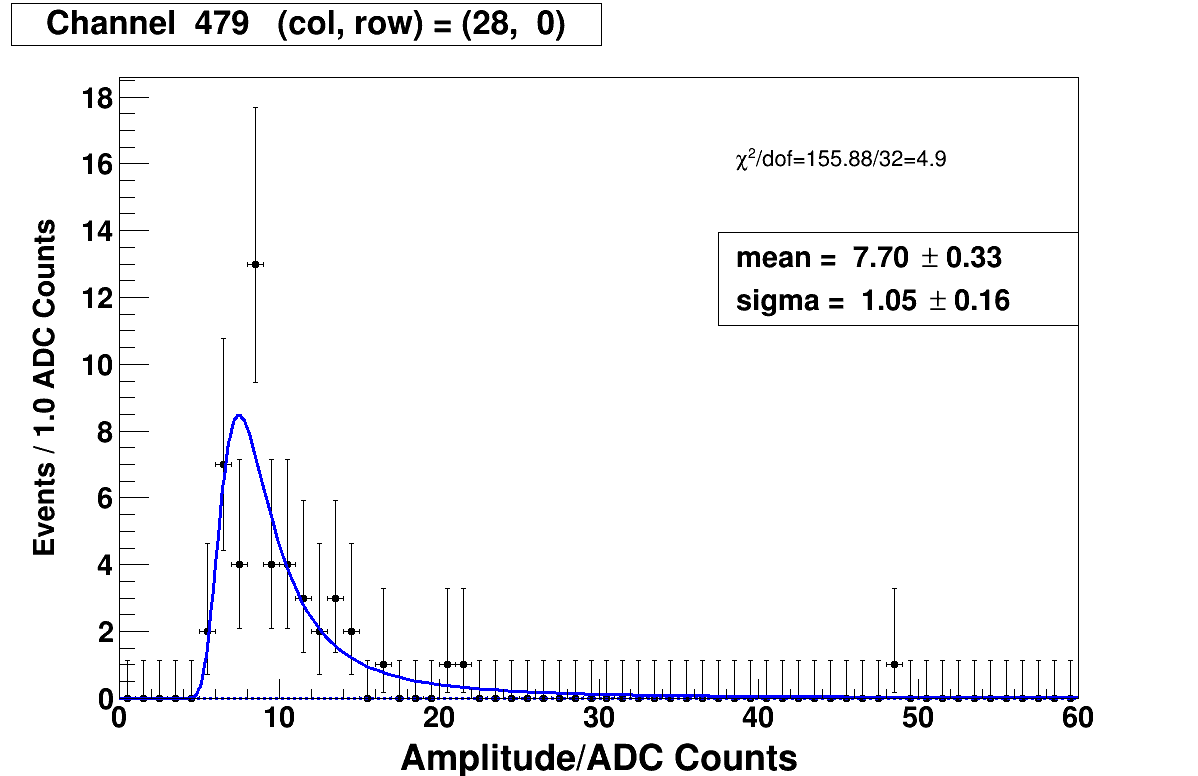 Channel 479 (col, row) = (28, 0)
18
16
14
12
10
8
6
4
2
0
Events / 1.0 ADC Counts
χ²/dof=155.88/32=4.9
mean = 7.70 ± 0.33
sigma = 1.05 ± 0.16
0 10 20 30 40 50 60
Amplitude/ADC Counts